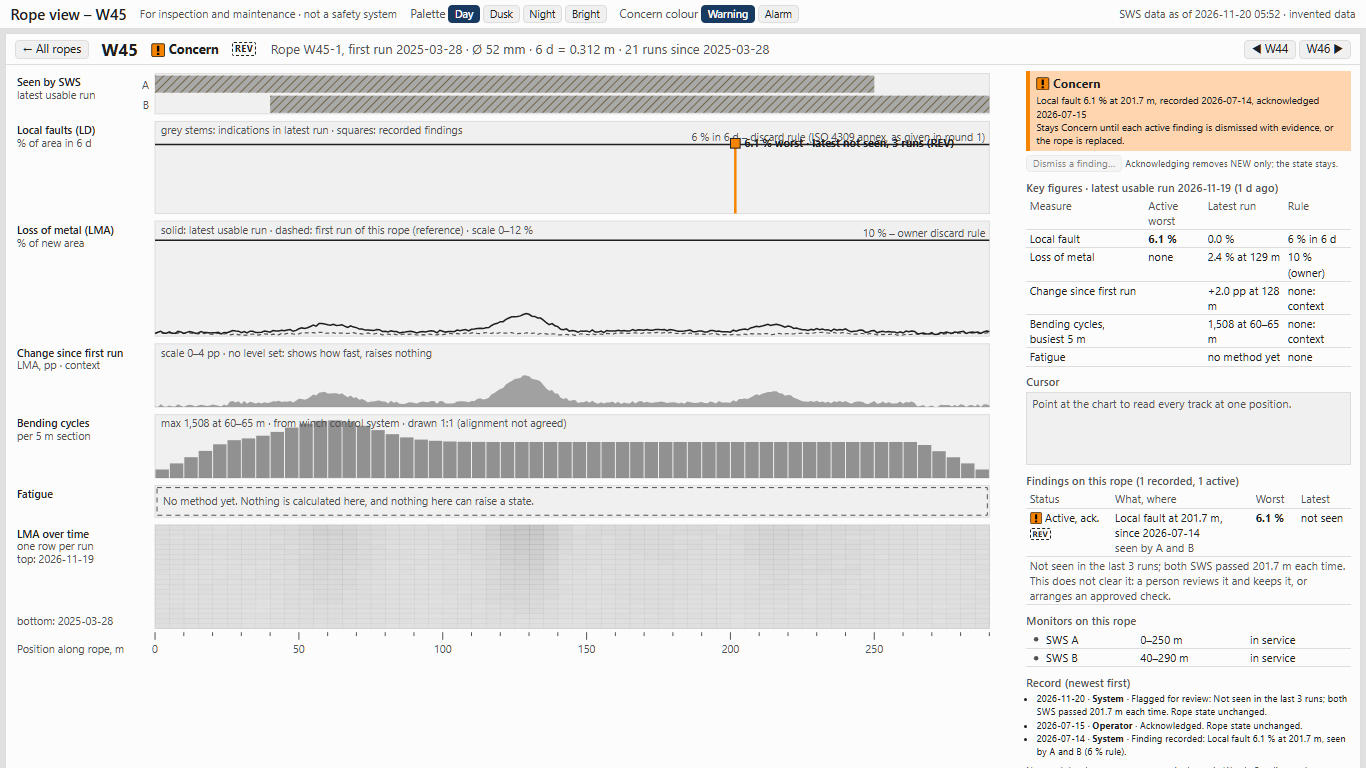 Rope view – W45
For inspection and maintenance · not a safety system
Palette Day Dusk Night Bright
Concern colour Warning Alarm
SWS data as of 2026-11-20 05:52 · invented data
← All ropes
W45
! Concern
REV
Rope W45-1, first run 2025-03-28 · Ø 52 mm · 6 d = 0.312 m · 21 runs since 2025-03-28
◀ W44
W46 ▶
Seen by SWS
latest usable run
A
B
Local faults (LD)
% of area in 6 d
grey stems: indications in latest run · squares: recorded findings
6 % in 6 d – discard rule (ISO 4309 annex, as given in round 1)
6.1 % worst · latest not seen, 3 runs (REV)
Loss of metal (LMA)
% of new area
solid: latest usable run · dashed: first run of this rope (reference) · scale 0–12 %
10 % – owner discard rule
Change since first run
LMA, pp · context
scale 0–4 pp · no level set: shows how fast, raises nothing
Bending cycles
per 5 m section
max 1,508 at 60–65 m · from winch control system · drawn 1:1 (alignment not agreed)
Fatigue
No method yet. Nothing is calculated here, and nothing here can raise a state.
LMA over time
one row per run
top: 2026-11-19
bottom: 2025-03-28
Position along rope, m
0 50 100 150 200 250
! Concern
Local fault 6.1 % at 201.7 m, recorded 2026-07-14, acknowledged
2026-07-15
Stays Concern until each active finding is dismissed with evidence, or
the rope is replaced.
Dismiss a finding...
Acknowledging removes NEW only; the state stays.
Key figures · latest usable run 2026-11-19 (1 d ago)
Measure Active Latest run Rule
worst
Local fault 6.1 % 0.0 % 6 % in 6 d
Loss of metal none 2.4 % at 129 m 10 %
(owner)
Change since first run +2.0 pp at 128 none:
m context
Bending cycles, 1,508 at 60–65 none:
busiest 5 m m context
Fatigue no method yet none
Cursor
Point at the chart to read every track at one position.
Findings on this rope (1 recorded, 1 active)
Status What, where Worst Latest
! Active, ack. Local fault at 201.7 m, 6.1 % not seen
REV since 2026-07-14
seen by A and B
Not seen in the last 3 runs; both SWS passed 201.7 m each time.
This does not clear it: a person reviews it and keeps it, or
arranges an approved check.
Monitors on this rope
● SWS A 0–250 m in service
● SWS B 40–290 m in service
Record (newest first)
• 2026-11-20 · System · Flagged for review: Not seen in the last 3 runs; both
SWS passed 201.7 m each time. Rope state unchanged.
• 2026-07-15 · Operator · Acknowledged. Rope state unchanged.
• 2026-07-14 · System · Finding recorded: Local fault 6.1 % at 201.7 m, seen
by A and B (6 % rule).